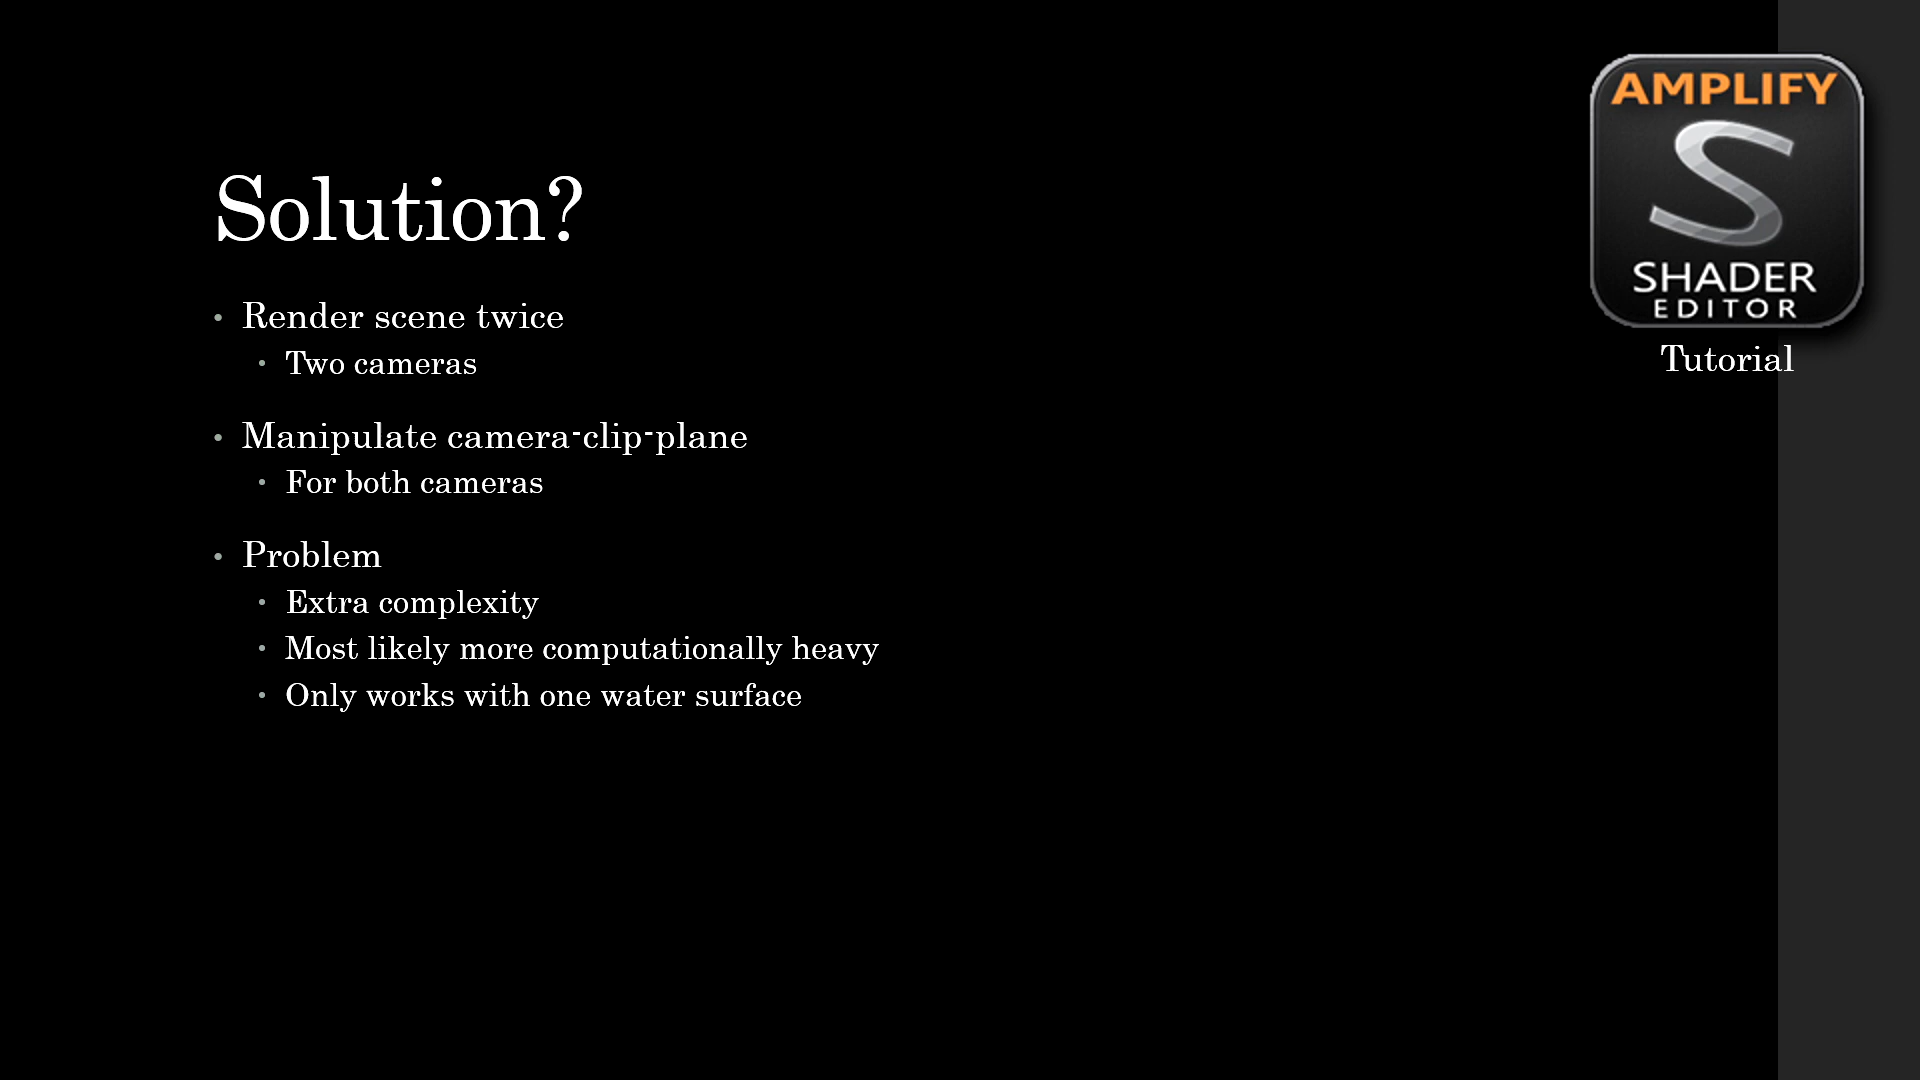 Solution?
• Render scene twice
• Two cameras
• Manipulate camera-clip-plane
• For both cameras
• Problem
• Extra complexity
• Most likely more computationally heavy
• Only works with one water surface
AMPLIFY
S
SHADER
EDITOR
Tutorial